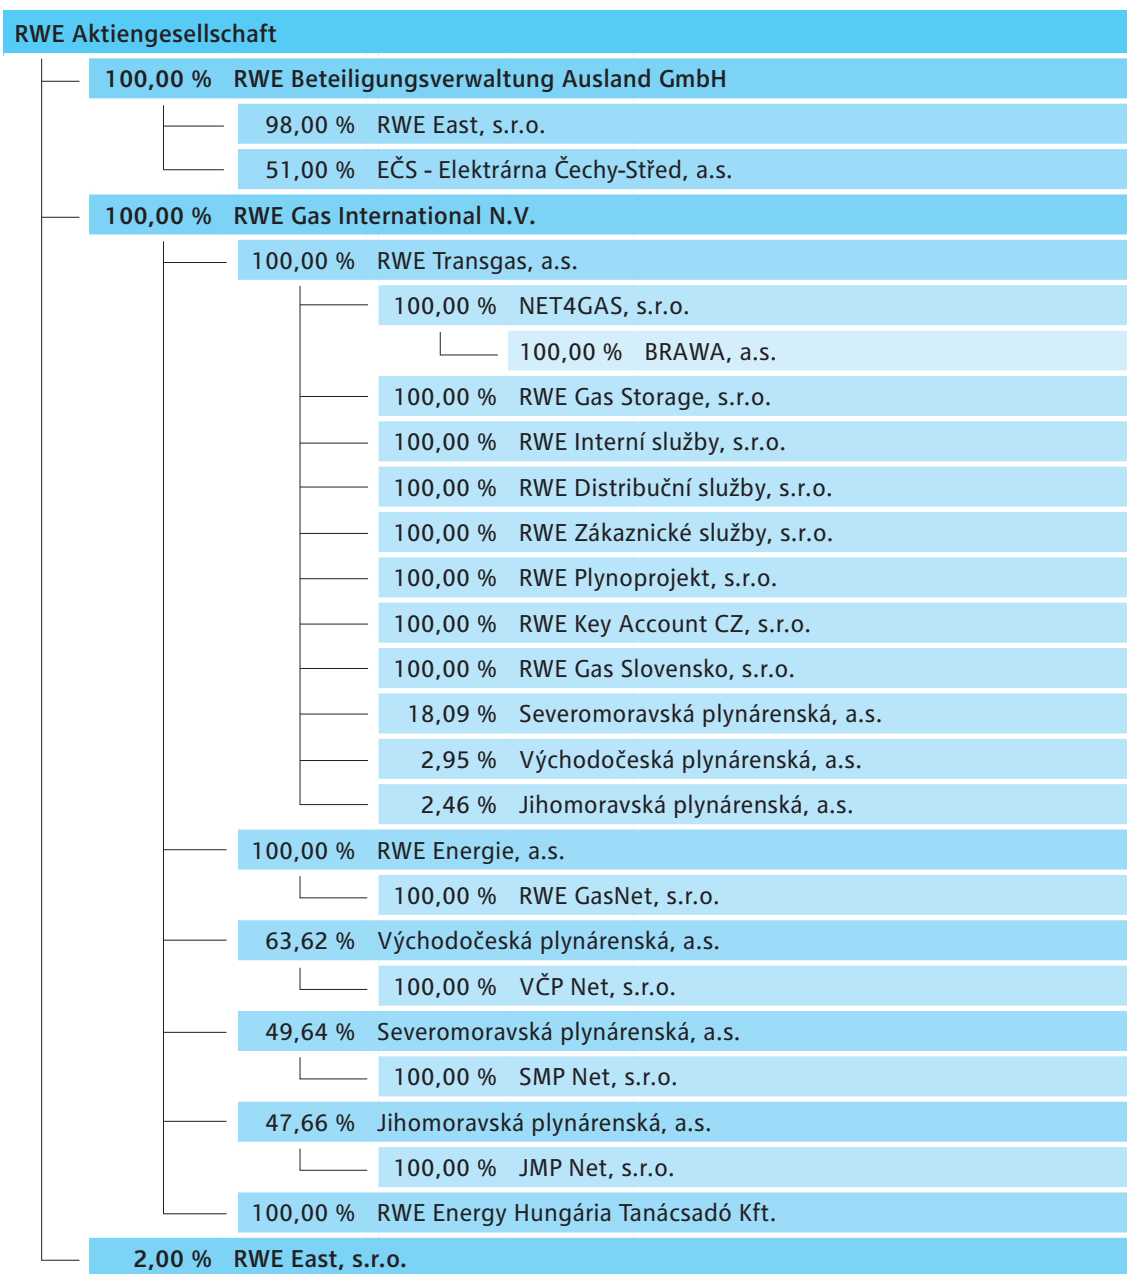 RWE Aktiengesellschaft
100,00 % RWE Beteiligungsverwaltung Ausland GmbH
98,00 % RWE East, s.r.o.
51,00 % EČS - Elektrárna Čechy-Střed, a.s.
100,00 % RWE Gas International N.V.
100,00 % RWE Transgas, a.s.
100,00 % NET4GAS, s.r.o.
100,00 % BRAWA, a.s.
100,00 % RWE Gas Storage, s.r.o.
100,00 % RWE Interní služby, s.r.o.
100,00 % RWE Distribuční služby, s.r.o.
100,00 % RWE Zákaznické služby, s.r.o.
100,00 % RWE Plynoprojekt, s.r.o.
100,00 % RWE Key Account CZ, s.r.o.
100,00 % RWE Gas Slovensko, s.r.o.
18,09 % Severomoravská plynárenská, a.s.
2,95 % Východočeská plynárenská, a.s.
2,46 % Jihomoravská plynárenská, a.s.
100,00 % RWE Energie, a.s.
100,00 % RWE GasNet, s.r.o.
63,62 % Východočeská plynárenská, a.s.
100,00 % VČP Net, s.r.o.
49,64 % Severomoravská plynárenská, a.s.
100,00 % SMP Net, s.r.o.
47,66 % Jihomoravská plynárenská, a.s.
100,00 % JMP Net, s.r.o.
100,00 % RWE Energy Hungária Tanácsadó Kft.
2,00 % RWE East, s.r.o.